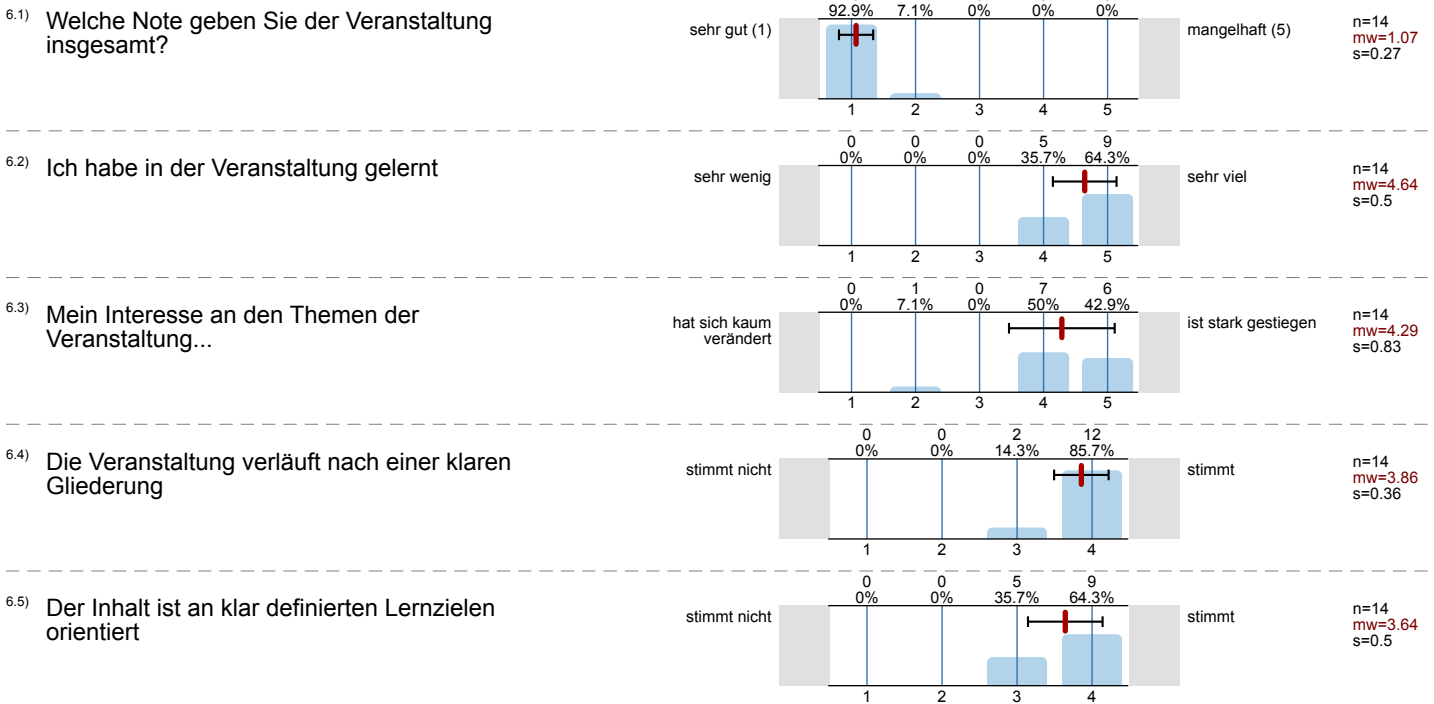 6.1) Welche Note geben Sie der Veranstaltung
insgesamt?
92.9% 7.1% 0% 0% 0%
sehr gut (1)
mangelhaft (5)
n=14
mw=1.07
s=0.27
1 2 3 4 5
6.2) Ich habe in der Veranstaltung gelernt
0 0 0 5 9
0% 0% 0% 35.7% 64.3%
sehr wenig
sehr viel
n=14
mw=4.64
s=0.5
1 2 3 4 5
6.3) Mein Interesse an den Themen der
Veranstaltung...
0 1 0 7 6
0% 7.1% 0% 50% 42.9%
hat sich kaum
verändert
ist stark gestiegen
n=14
mw=4.29
s=0.83
1 2 3 4 5
6.4) Die Veranstaltung verläuft nach einer klaren
Gliederung
0 0 2 12
0% 0% 14.3% 85.7%
stimmt nicht
stimmt
n=14
mw=3.86
s=0.36
1 2 3 4
6.5) Der Inhalt ist an klar definierten Lernzielen
orientiert
0 0 5 9
0% 0% 35.7% 64.3%
stimmt nicht
stimmt
n=14
mw=3.64
s=0.5
1 2 3 4